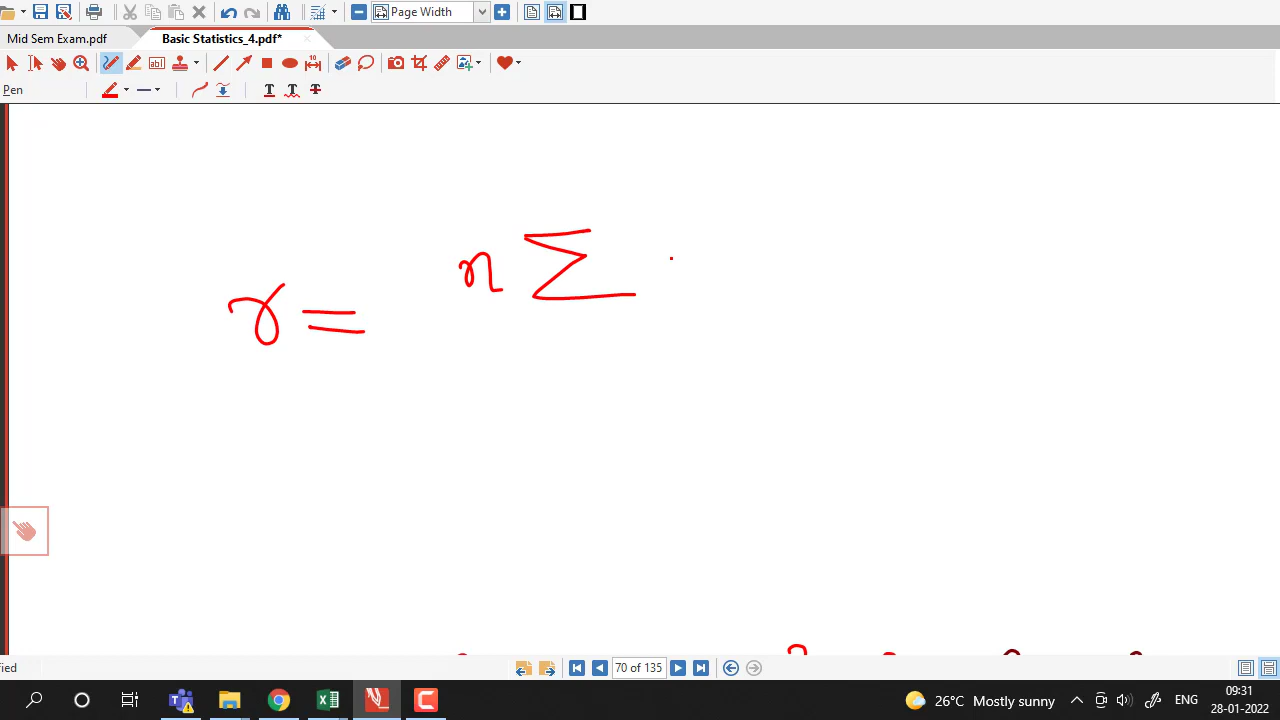 Page Width
Mid Sem Exam.pdf
Basic Statistics_4.pdf*
Pen
r = n Σ
ied
70 of 135
26°C Mostly sunny
ENG
09:31
28-01-2022